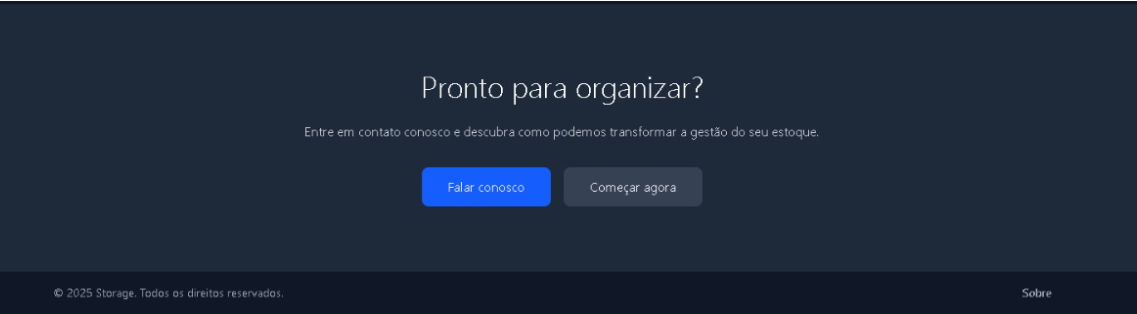 Pronto para organizar?
Entre em contato conosco e descubra como podemos transformar a gestão do seu estoque.
Falar conosco
Começar agora
© 2025 Storage. Todos os direitos reservados.
Sobre